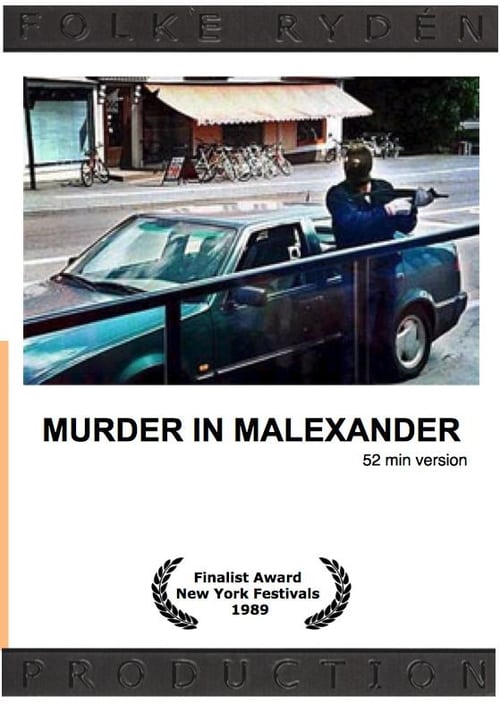 FOLKE RYDÉN
MURDER IN MALEXANDER
52 min version
Finalist Award
New York Festivals
1989
PRODUCTION